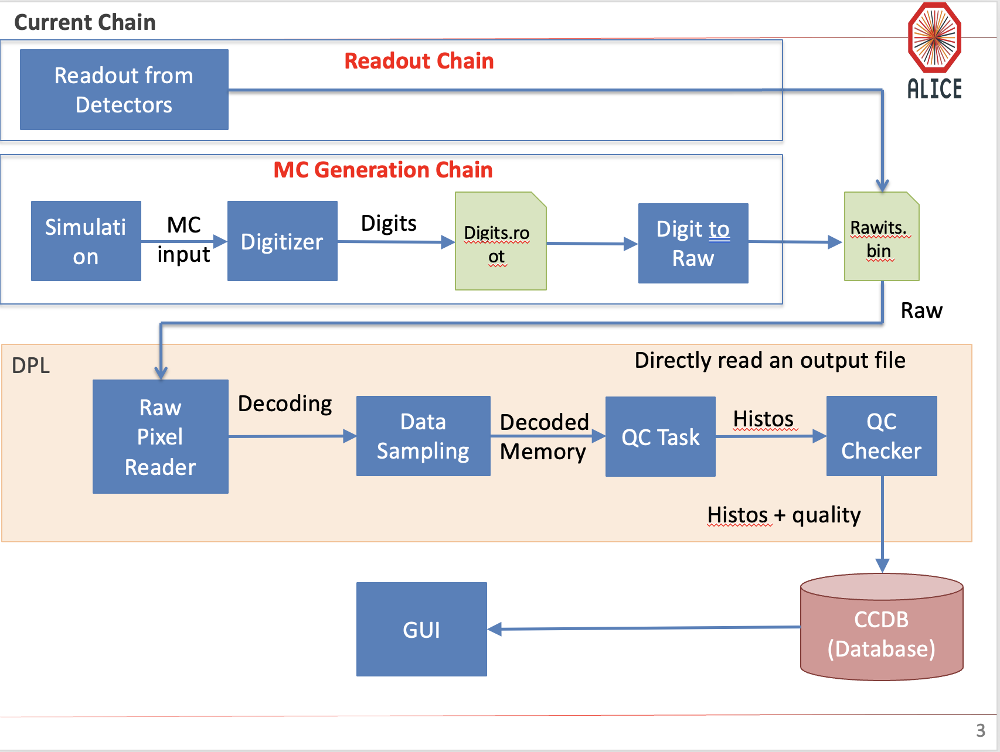 Current Chain
Readout Chain
ALICE
Readout from
Detectors
MC Generation Chain
Simulati
on
MC
input
Digitizer
Digits
Digits.ro
ot
Digit to
Raw
Rawits.
bin
Raw
DPL
Directly read an output file
Raw
Pixel
Reader
Decoding
Data
Sampling
Decoded
Memory
QC Task
Histos
QC
Checker
Histos + quality
GUI
CCDB
(Database)
3